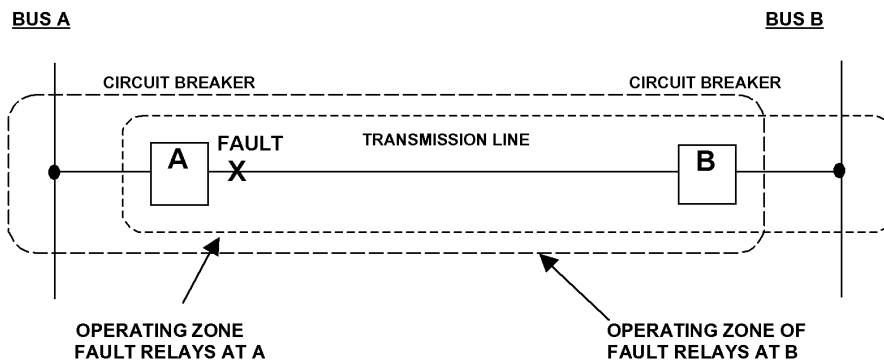 BUS A
BUS B
CIRCUIT BREAKER
CIRCUIT BREAKER
A
FAULT
X
TRANSMISSION LINE
B
OPERATING ZONE
FAULT RELAYS AT A
OPERATING ZONE OF
FAULT RELAYS AT B